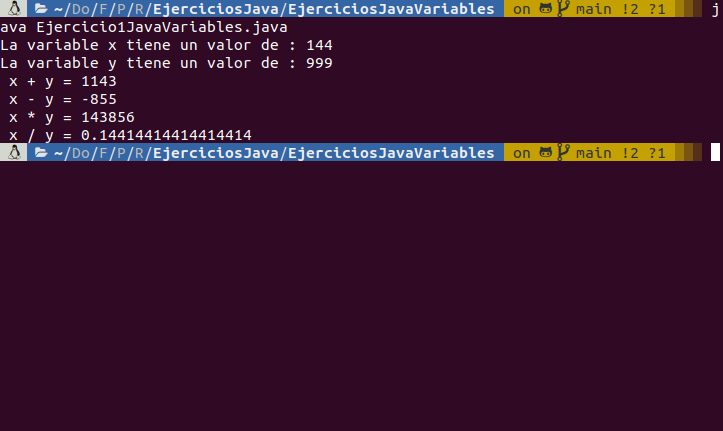 ~/Do/F/P/R/EjerciciosJava/EjerciciosJavaVariables on main !2 ?1 j
ava Ejercicio1JavaVariables.java
La variable x tiene un valor de : 144
La variable y tiene un valor de : 999
x + y = 1143
x - y = -855
x * y = 143856
x / y = 0.14414414414414414
~/Do/F/P/R/EjerciciosJava/EjerciciosJavaVariables on main !2 ?1